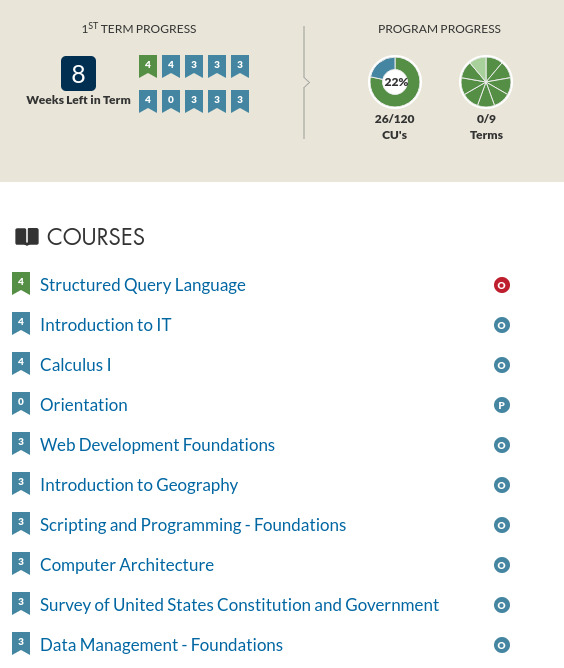 1ST TERM PROGRESS
8
Weeks Left in Term
4 4 3 3 3
4 0 3 3 3
PROGRAM PROGRESS
22%
26/120
CU's
0/9
Terms
COURSES
4 Structured Query Language O
4 Introduction to IT O
4 Calculus I O
0 Orientation P
3 Web Development Foundations O
3 Introduction to Geography O
3 Scripting and Programming - Foundations O
3 Computer Architecture O
3 Survey of United States Constitution and Government O
3 Data Management - Foundations O